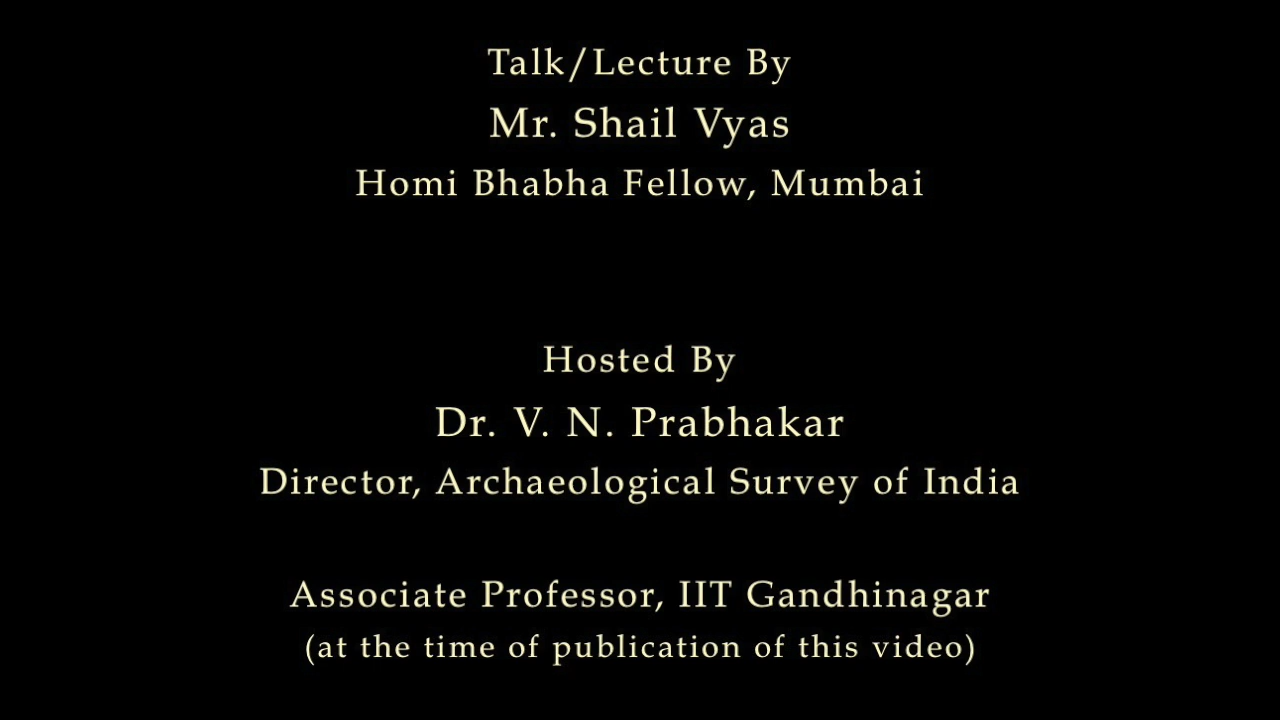 Talk/Lecture By
Mr. Shail Vyas
Homi Bhabha Fellow, Mumbai
Hosted By
Dr. V. N. Prabhakar
Director, Archaeological Survey of India
Associate Professor, IIT Gandhinagar
(at the time of publication of this video)